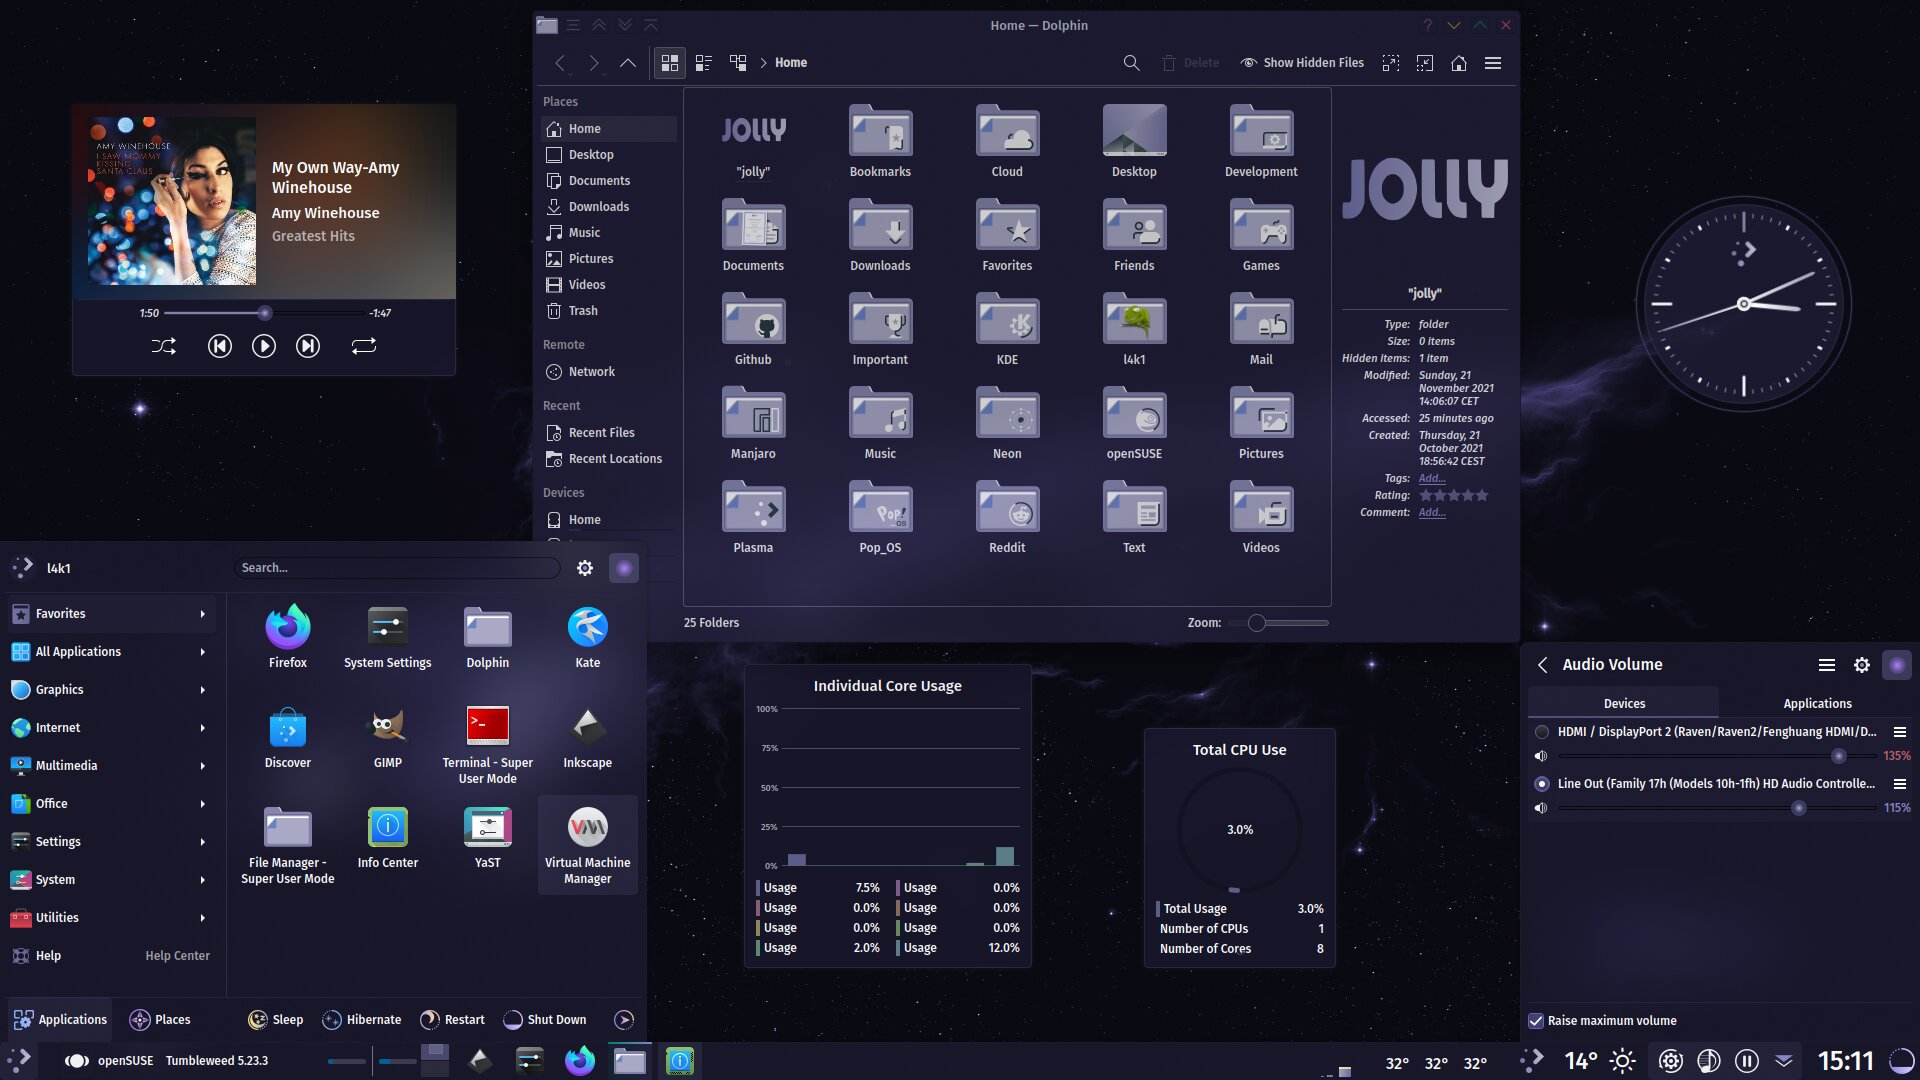 Home — Dolphin
Home
Delete
Show Hidden Files
AMY WINEHOUSE
I SAW MOMMY
KISSING
SANTA CLAUS
My Own Way-Amy
Winehouse
Amy Winehouse
Greatest Hits
1:50
-1:47
Places
Home
Desktop
Documents
Downloads
Music
Pictures
Videos
Trash
Remote
Network
Recent
Recent Files
Recent Locations
Devices
Home
JOLLY
"jolly"
Bookmarks
Cloud
Desktop
Development
Documents
Downloads
Favorites
Friends
Games
Github
Important
KDE
l4k1
Mail
Manjaro
Music
Neon
openSUSE
Pictures
Pop!_OS
Plasma
Pop_OS
Reddit
Text
Videos
25 Folders
Zoom:
JOLLY
"jolly"
Type: folder
Size: 0 items
Hidden items: 1 item
Modified: Sunday, 21
November 2021
14:06:07 CET
Accessed: 25 minutes ago
Created: Thursday, 21
October 2021
18:56:42 CEST
Tags: Add...
Rating:
Comment: Add...
l4k1
Search...
Favorites
All Applications
Graphics
Internet
Multimedia
Office
Settings
System
Utilities
Help
Help Center
Firefox
System Settings
Dolphin
Kate
Discover
GIMP
Terminal - Super
User Mode
Inkscape
File Manager -
Super User Mode
Info Center
YaST
Virtual Machine
Manager
Applications
Places
Sleep
Hibernate
Restart
Shut Down
Individual Core Usage
100%
75%
50%
25%
0%
Usage 7.5% Usage 0.0%
Usage 0.0% Usage 0.0%
Usage 0.0% Usage 0.0%
Usage 2.0% Usage 12.0%
Total CPU Use
3.0%
Total Usage 3.0%
Number of CPUs 1
Number of Cores 8
Audio Volume
Devices
Applications
HDMI / DisplayPort 2 (Raven/Raven2/Fenghuang HDMI/D...
135%
Line Out (Family 17h (Models 10h-1fh) HD Audio Controlle...
115%
Raise maximum volume
openSUSE Tumbleweed 5.23.3
32° 32° 32°
14°
15:11